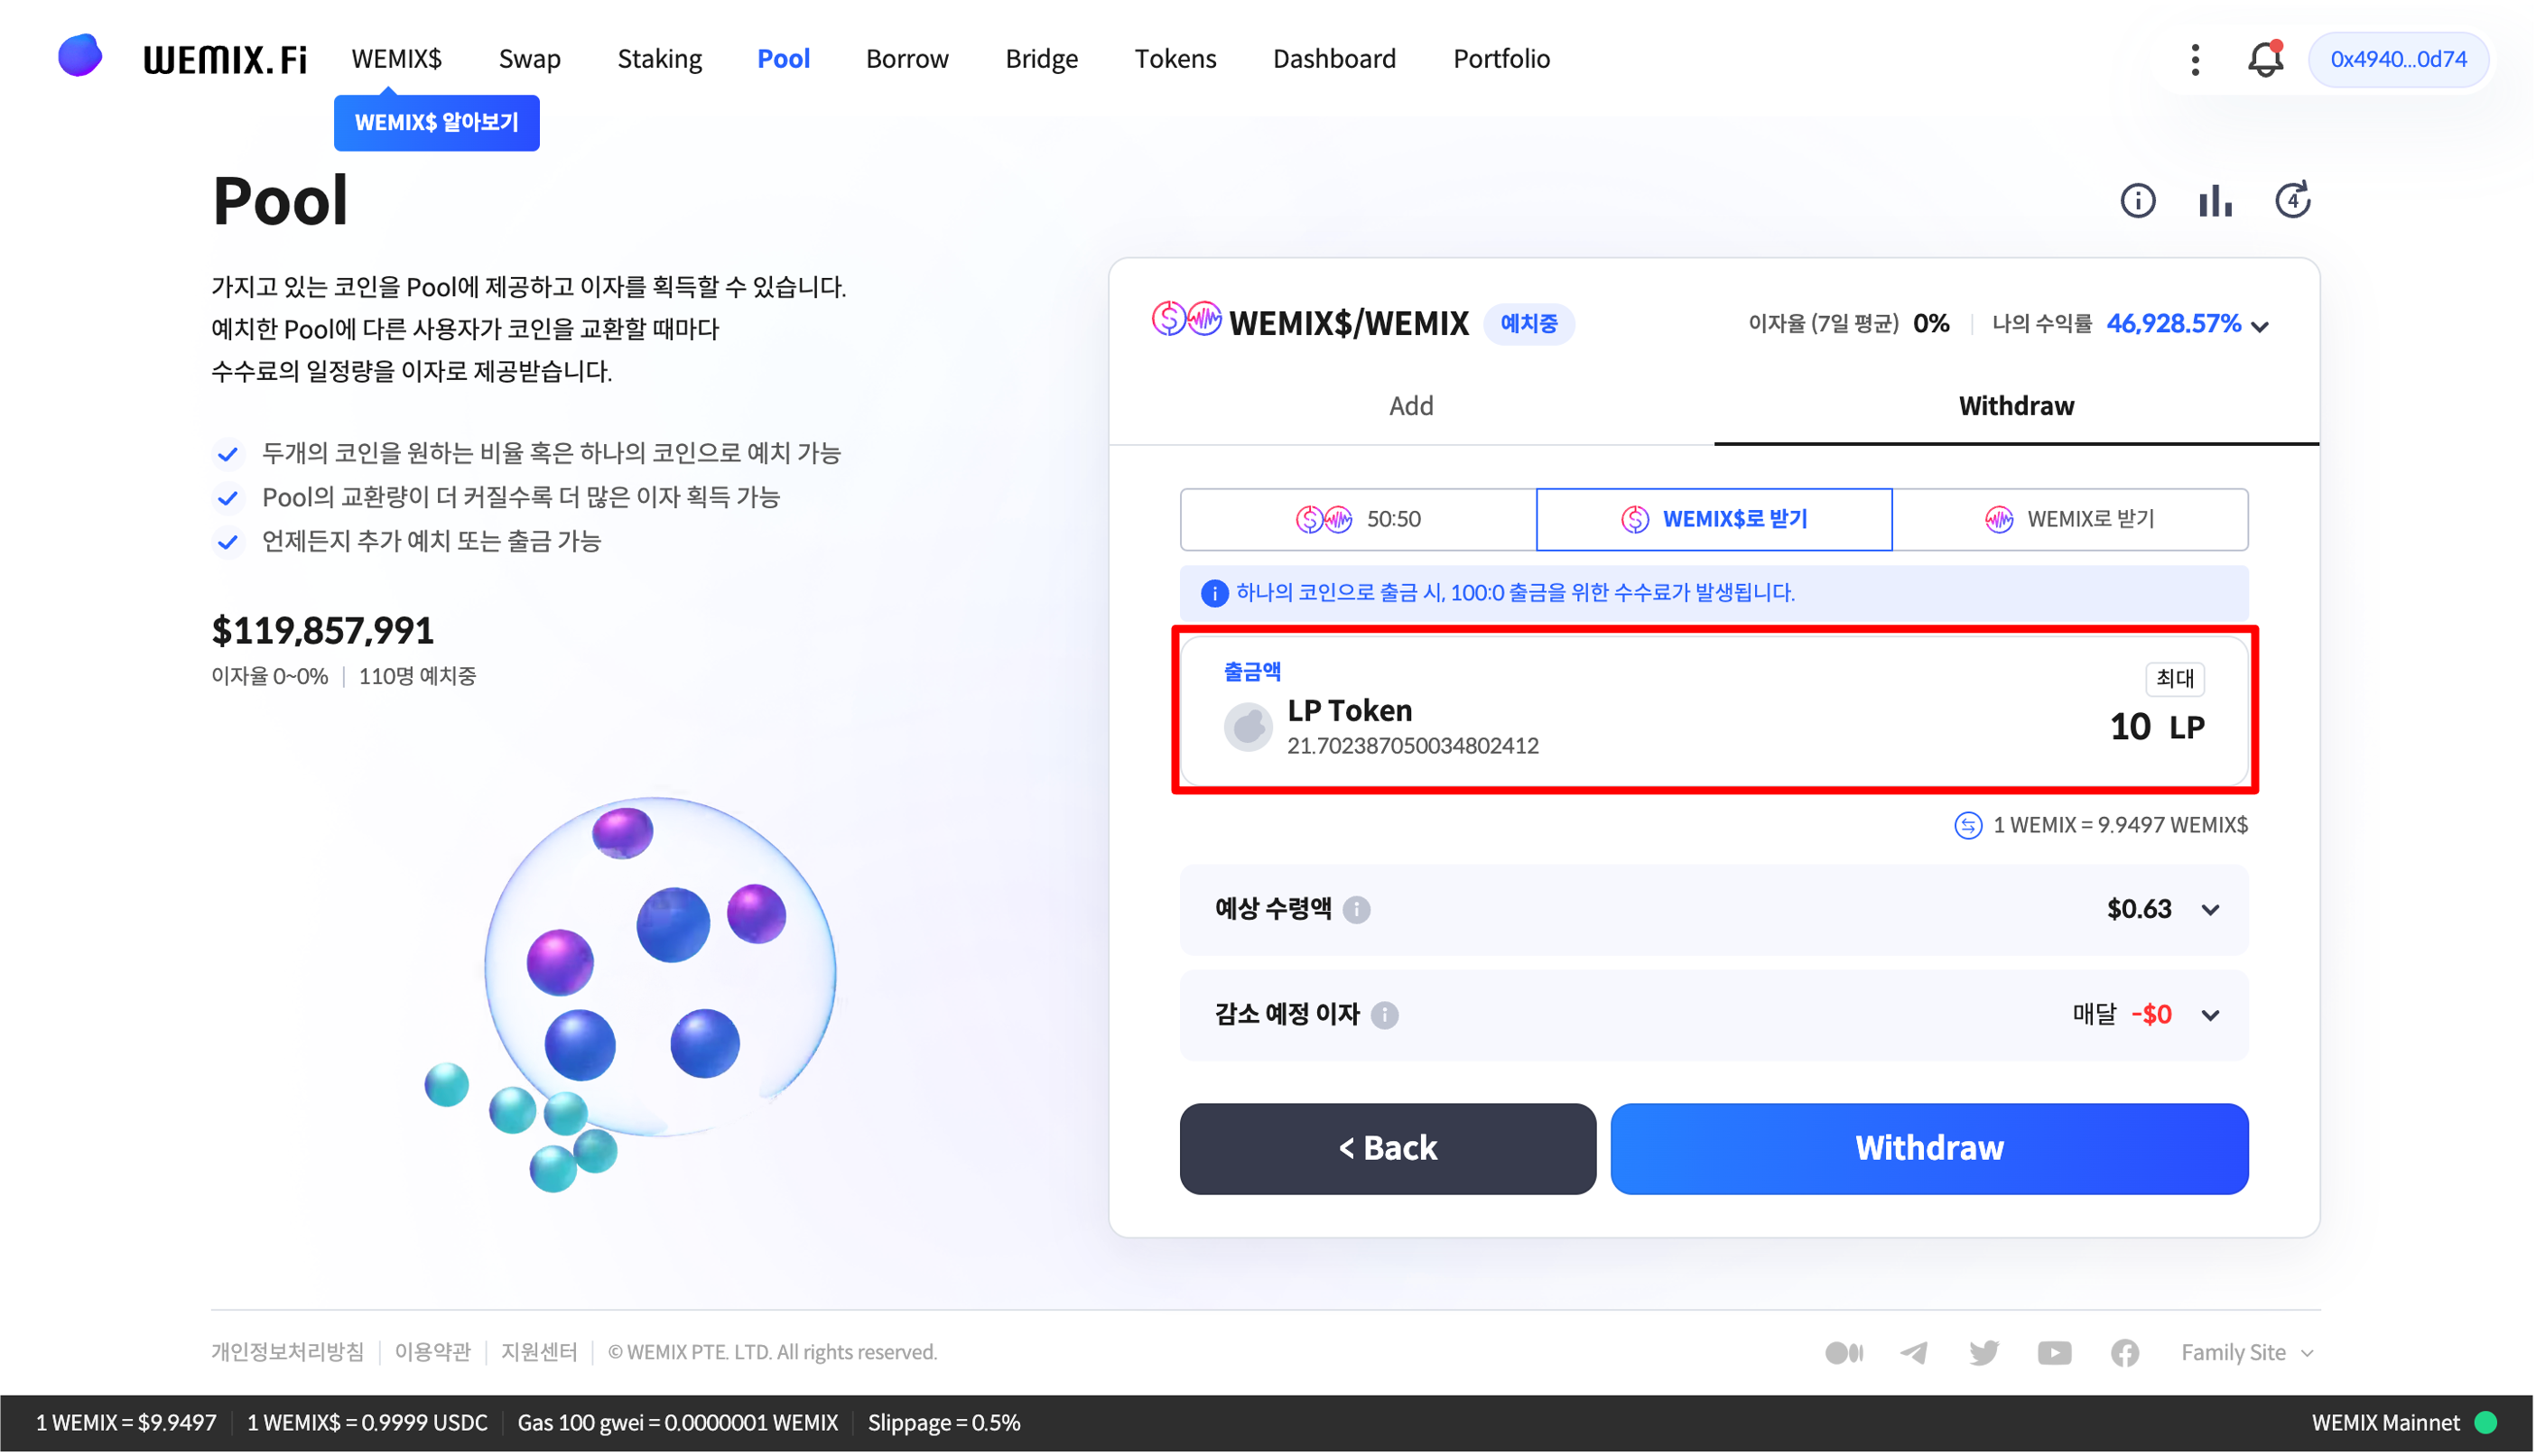 WEMIX.Fi
WEMIX$ Swap Staking Pool Borrow Bridge Tokens Dashboard Portfolio
0x4940...0d74
WEMIX$ 알아보기
Pool
4
가지고 있는 코인을 Pool에 제공하고 이자를 획득할 수 있습니다.
예치한 Pool에 다른 사용자가 코인을 교환할 때마다
수수료의 일정량을 이자로 제공받습니다.
두개의 코인을 원하는 비율 혹은 하나의 코인으로 예치 가능
Pool의 교환량이 더 커질수록 더 많은 이자 획득 가능
언제든지 추가 예치 또는 출금 가능
$119,857,991
이자율 0~0% 110명 예치중
WEMIX$/WEMIX 예치중
이자율 (7일 평균) 0% 나의 수익률 46,928.57%
Add Withdraw
50:50 WEMIX$로 받기 WEMIX로 받기
하나의 코인으로 출금 시, 100:0 출금을 위한 수수료가 발생됩니다.
출금액 최대
LP Token
21.702387050034802412
10 LP
1 WEMIX = 9.9497 WEMIX$
예상 수령액 $0.63
감소 예정 이자 매달 -$0
< Back Withdraw
개인정보처리방침 이용약관 지원센터 © WEMIX PTE. LTD. All rights reserved.
Family Site
1 WEMIX = $9.9497 1 WEMIX$ = 0.9999 USDC Gas 100 gwei = 0.0000001 WEMIX Slippage = 0.5%
WEMIX Mainnet